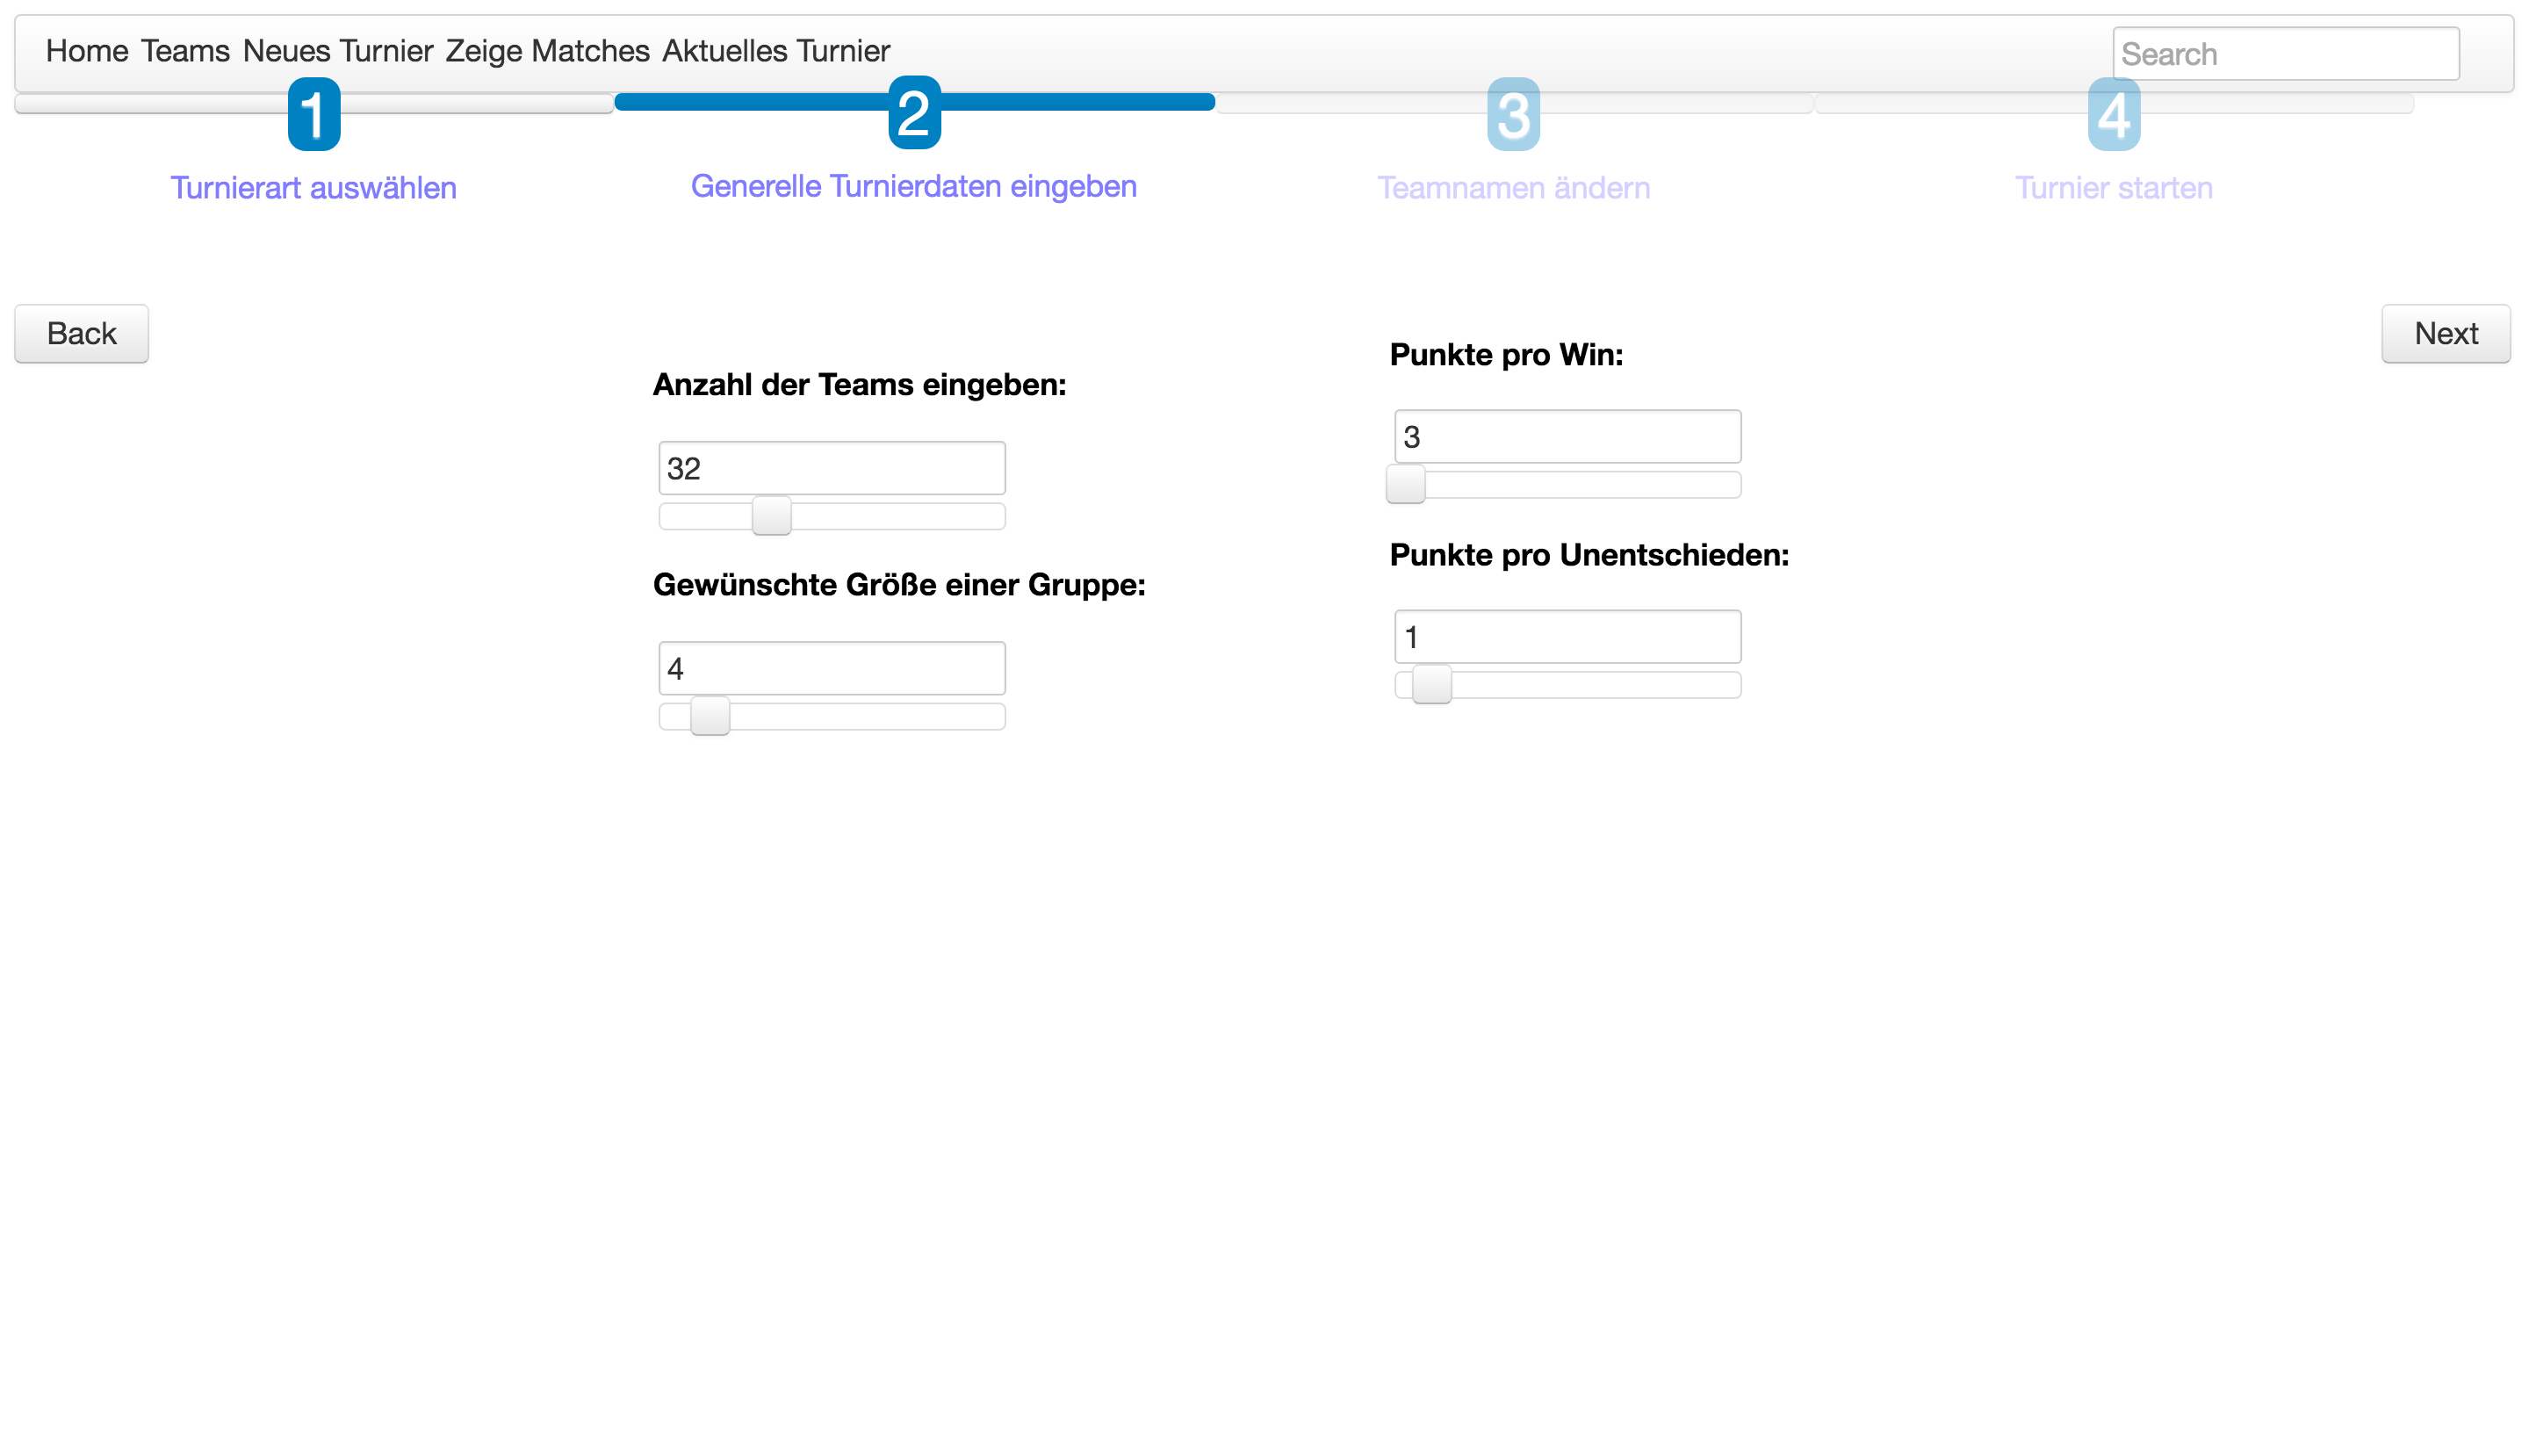 Home Teams Neues Turnier Zeige Matches Aktuelles Turnier Search
1 2 3 4
Turnierart auswählen Generelle Turnierdaten eingeben Teamnamen ändern Turnier starten
Back Next
Punkte pro Win:
Anzahl der Teams eingeben:
3
32
Punkte pro Unentschieden:
Gewünschte Größe einer Gruppe:
1
4